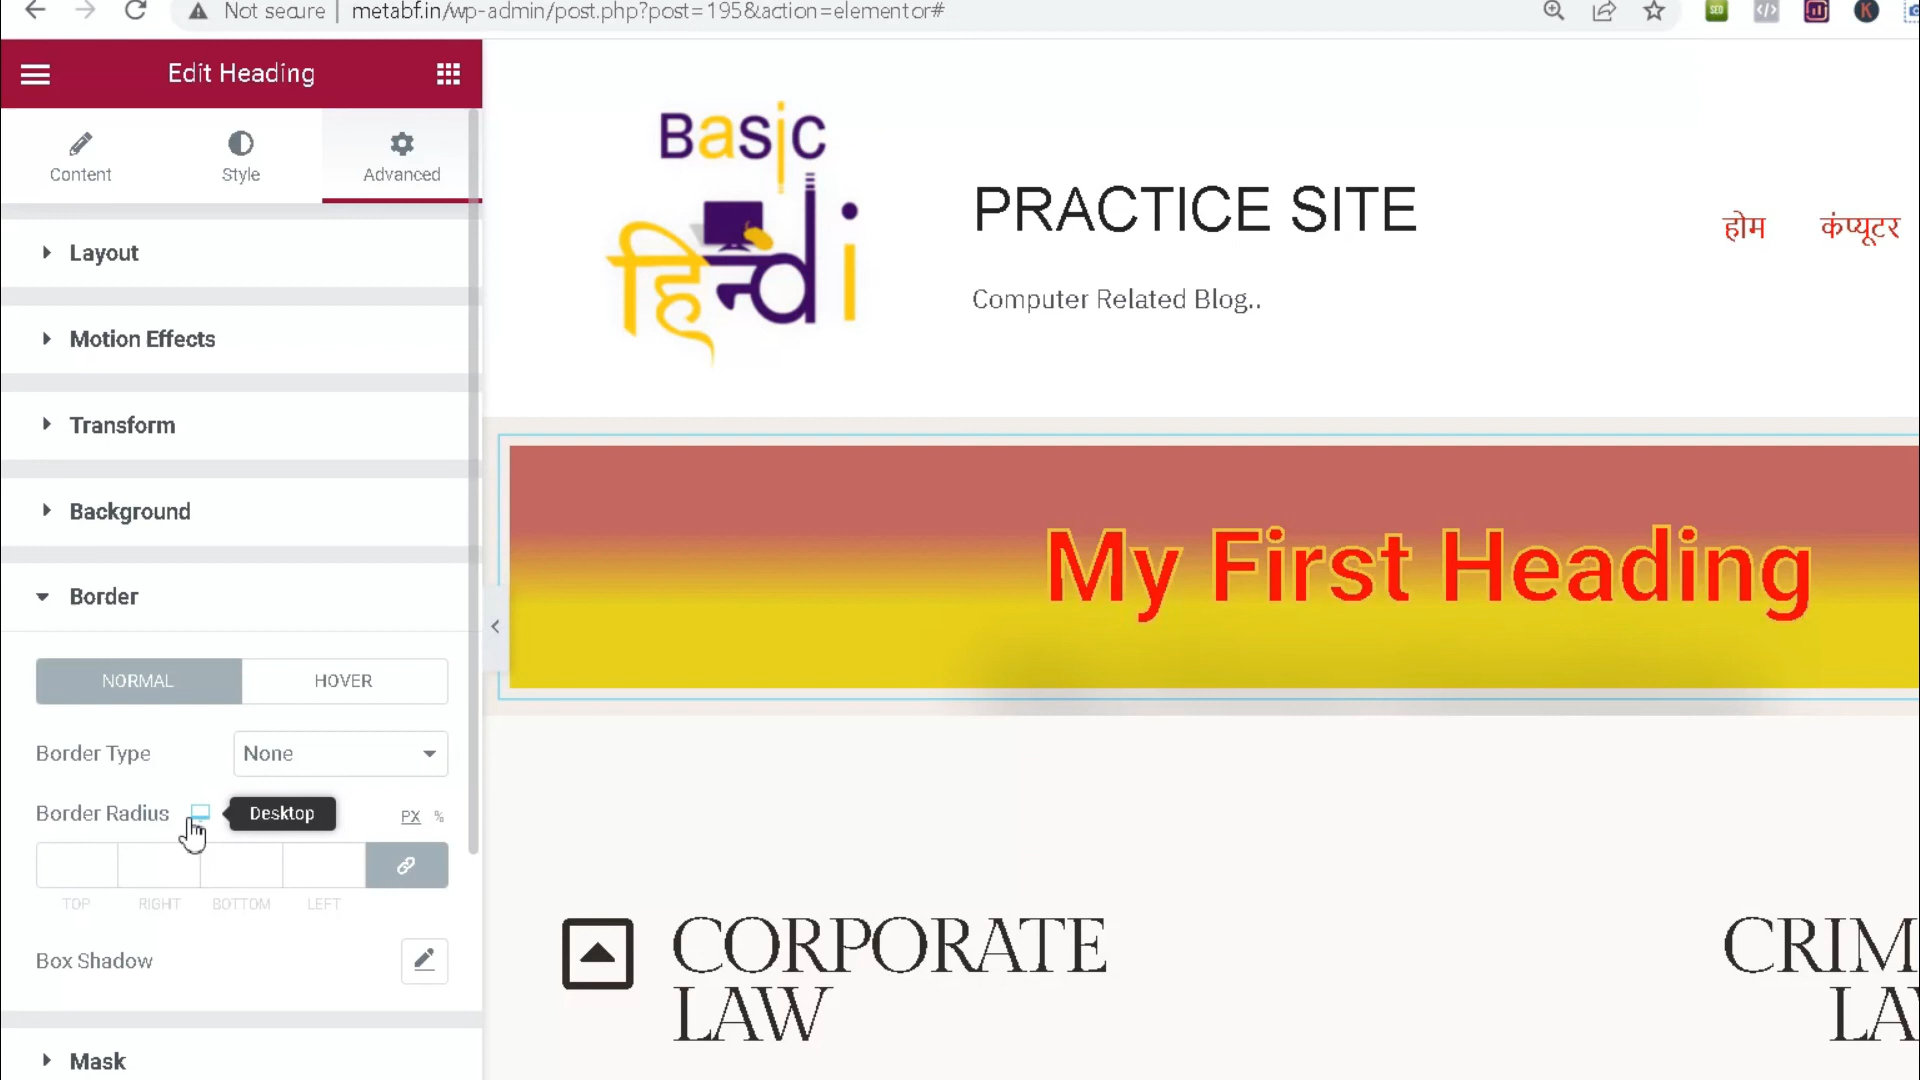 Not secure | metabf.in/wp-admin/post.php?post=195&action=elementor#
SEO
</>
K
Edit Heading
Content
Style
Advanced
Layout
Motion Effects
Transform
Background
Border
NORMAL
HOVER
Border Type
None
Border Radius
Desktop
PX %
TOP RIGHT BOTTOM LEFT
Box Shadow
Mask
Basic
हिन्di
PRACTICE SITE
Computer Related Blog..
होम
कंप्यूटर
My First Heading
CORPORATE
LAW
CRIM
LA